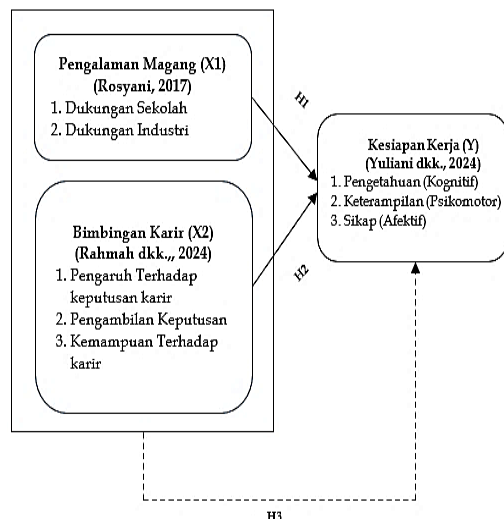 Pengalaman Magang (X1)
(Rosyani, 2017)
1. Dukungan Sekolah
2. Dukungan Industri
H1
Kesiapan Kerja (Y)
(Yuliani dkk., 2024)
1. Pengetahuan (Kognitif)
2. Keterampilan (Psikomotor)
3. Sikap (Afektif)
Bimbingan Karir (X2)
(Rahmah dkk.,, 2024)
1. Pengaruh Terhadap
keputusan karir
2. Pengambilan Keputusan
3. Kemampuan Terhadap
karir
H2
H3